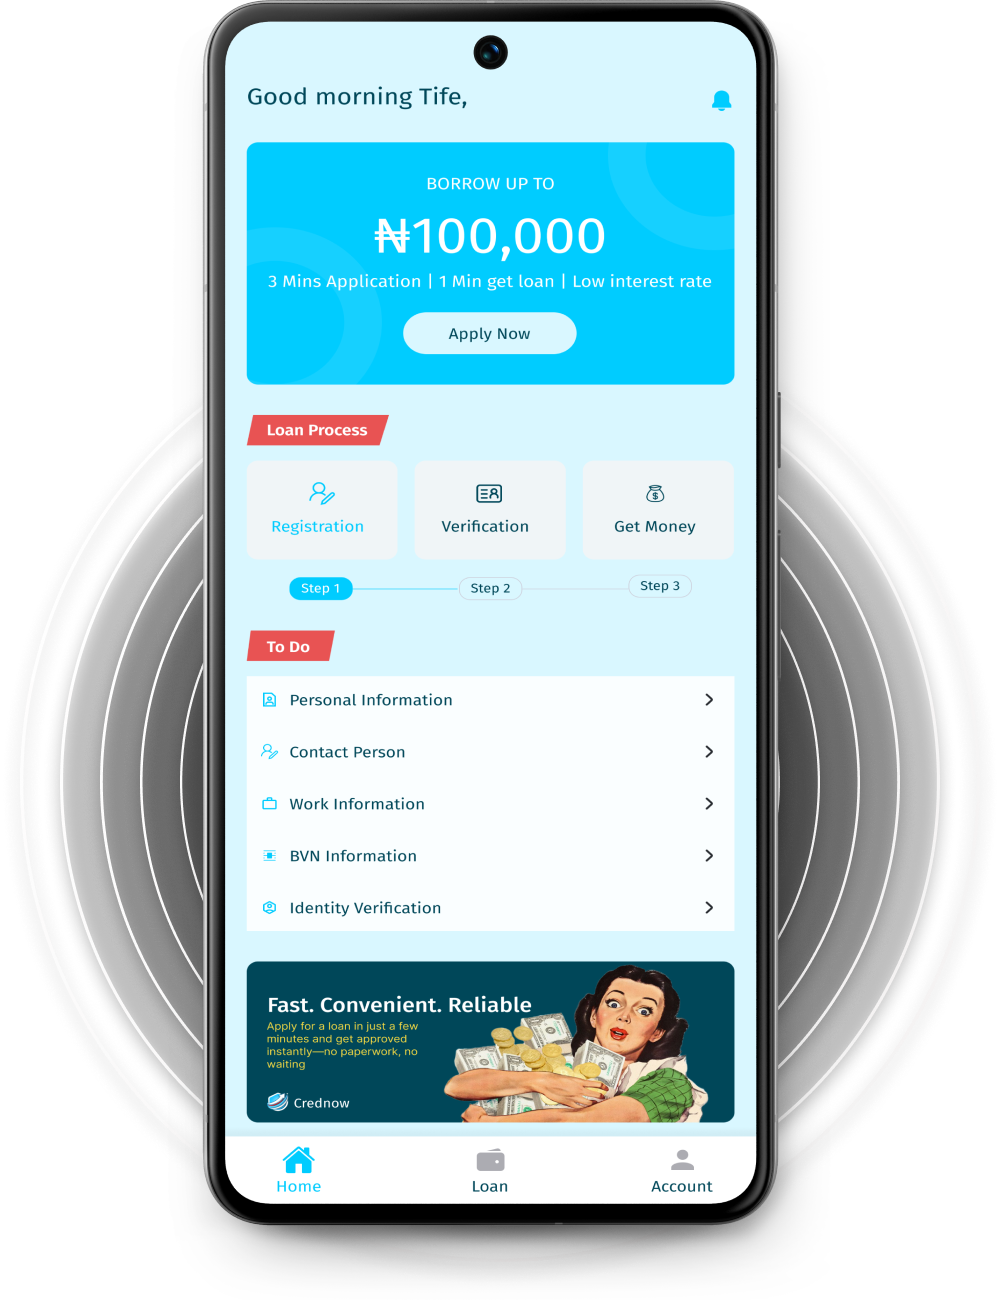 Good morning Tife,
BORROW UP TO
₦100,000
3 Mins Application | 1 Min get loan | Low interest rate
Apply Now
Loan Process
Registration
Verification
Get Money
Step 1
Step 2
Step 3
To Do
Personal Information
Contact Person
Work Information
BVN Information
Identity Verification
Fast. Convenient. Reliable
Apply for a loan in just a few
minutes and get approved
instantly—no paperwork, no
waiting
Crednow
Home
Loan
Account